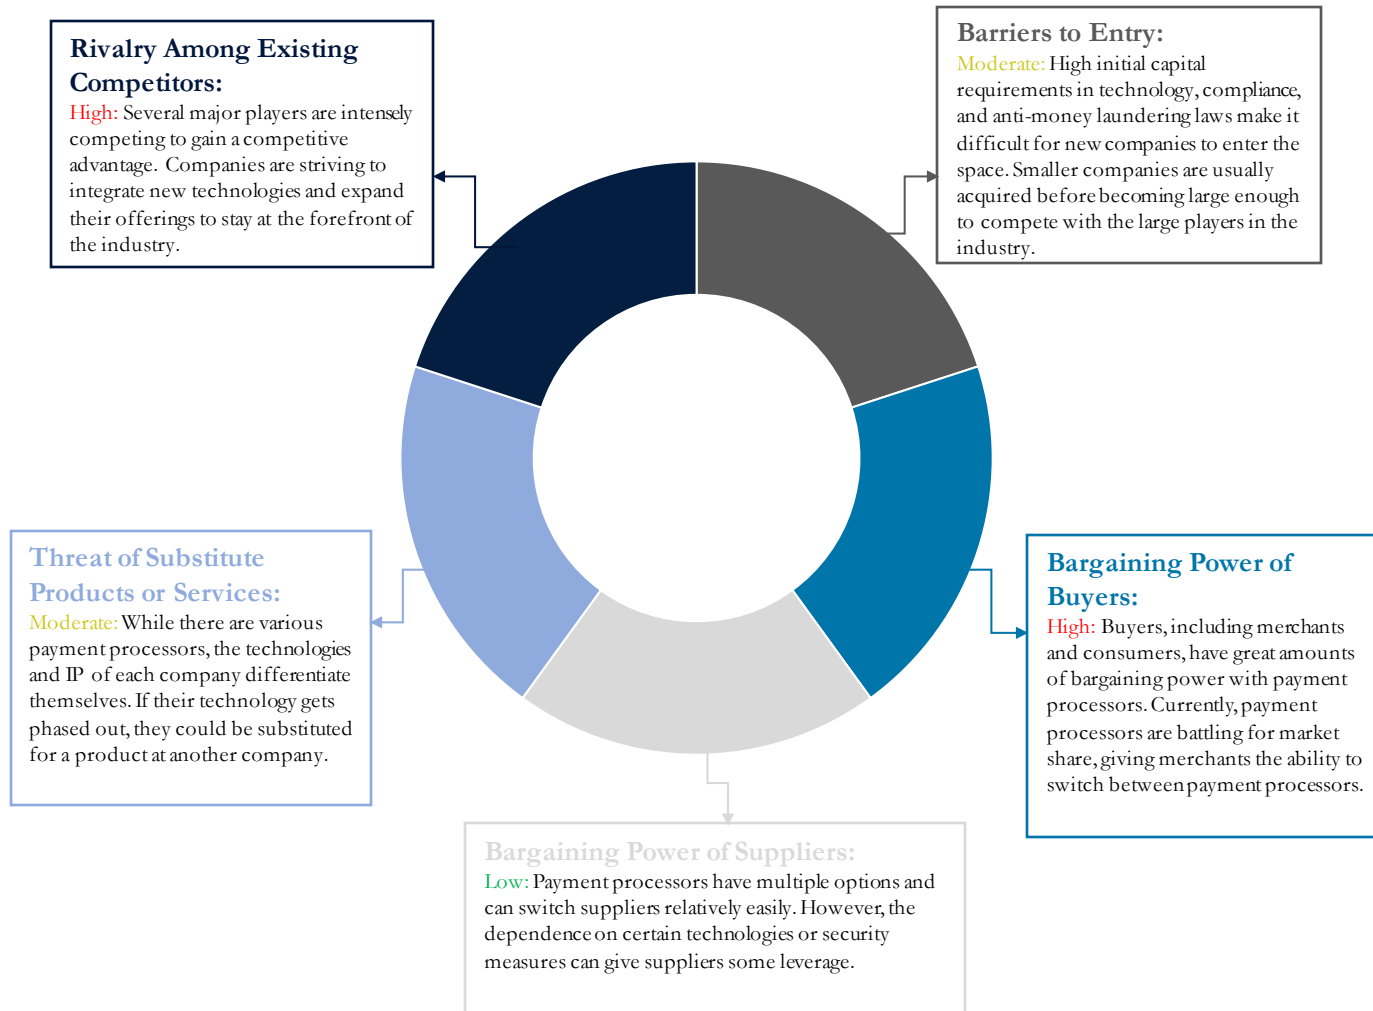 Rivalry Among Existing
Competitors:
High: Several major players are intensely
competing to gain a competitive
advantage. Companies are striving to
integrate new technologies and expand
their offerings to stay at the forefront of
the industry.
Barriers to Entry:
Moderate: High initial capital
requirements in technology, compliance,
and anti-money laundering laws make it
difficult for new companies to enter the
space. Smaller companies are usually
acquired before becoming large enough
to compete with the large players in the
industry.
Threat of Substitute
Products or Services:
Moderate: While there are various
payment processors, the technologies
and IP of each company differentiate
themselves. If their technology gets
phased out, they could be substituted
for a product at another company.
Bargaining Power of
Buyers:
High: Buyers, including merchants
and consumers, have great amounts
of bargaining power with payment
processors. Currently, payment
processors are battling for market
share, giving merchants the ability to
switch between payment processors.
Bargaining Power of Suppliers:
Low: Payment processors have multiple options and
can switch suppliers relatively easily. However, the
dependence on certain technologies or security
measures can give suppliers some leverage.